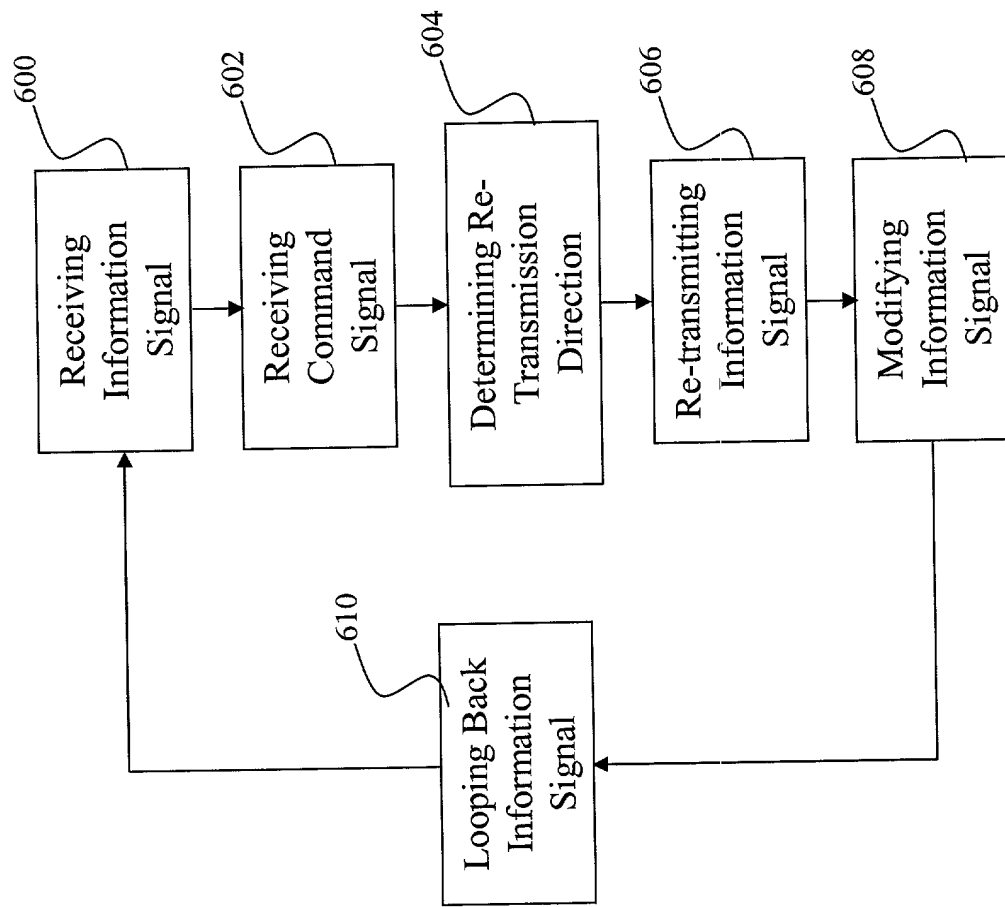 600
Receiving
Information
Signal
602
Receiving
Command
Signal
604
Determining Re-
Transmission
Direction
606
Re-transmitting
Information
Signal
608
Modifying
Information
Signal
610
Looping Back
Information
Signal